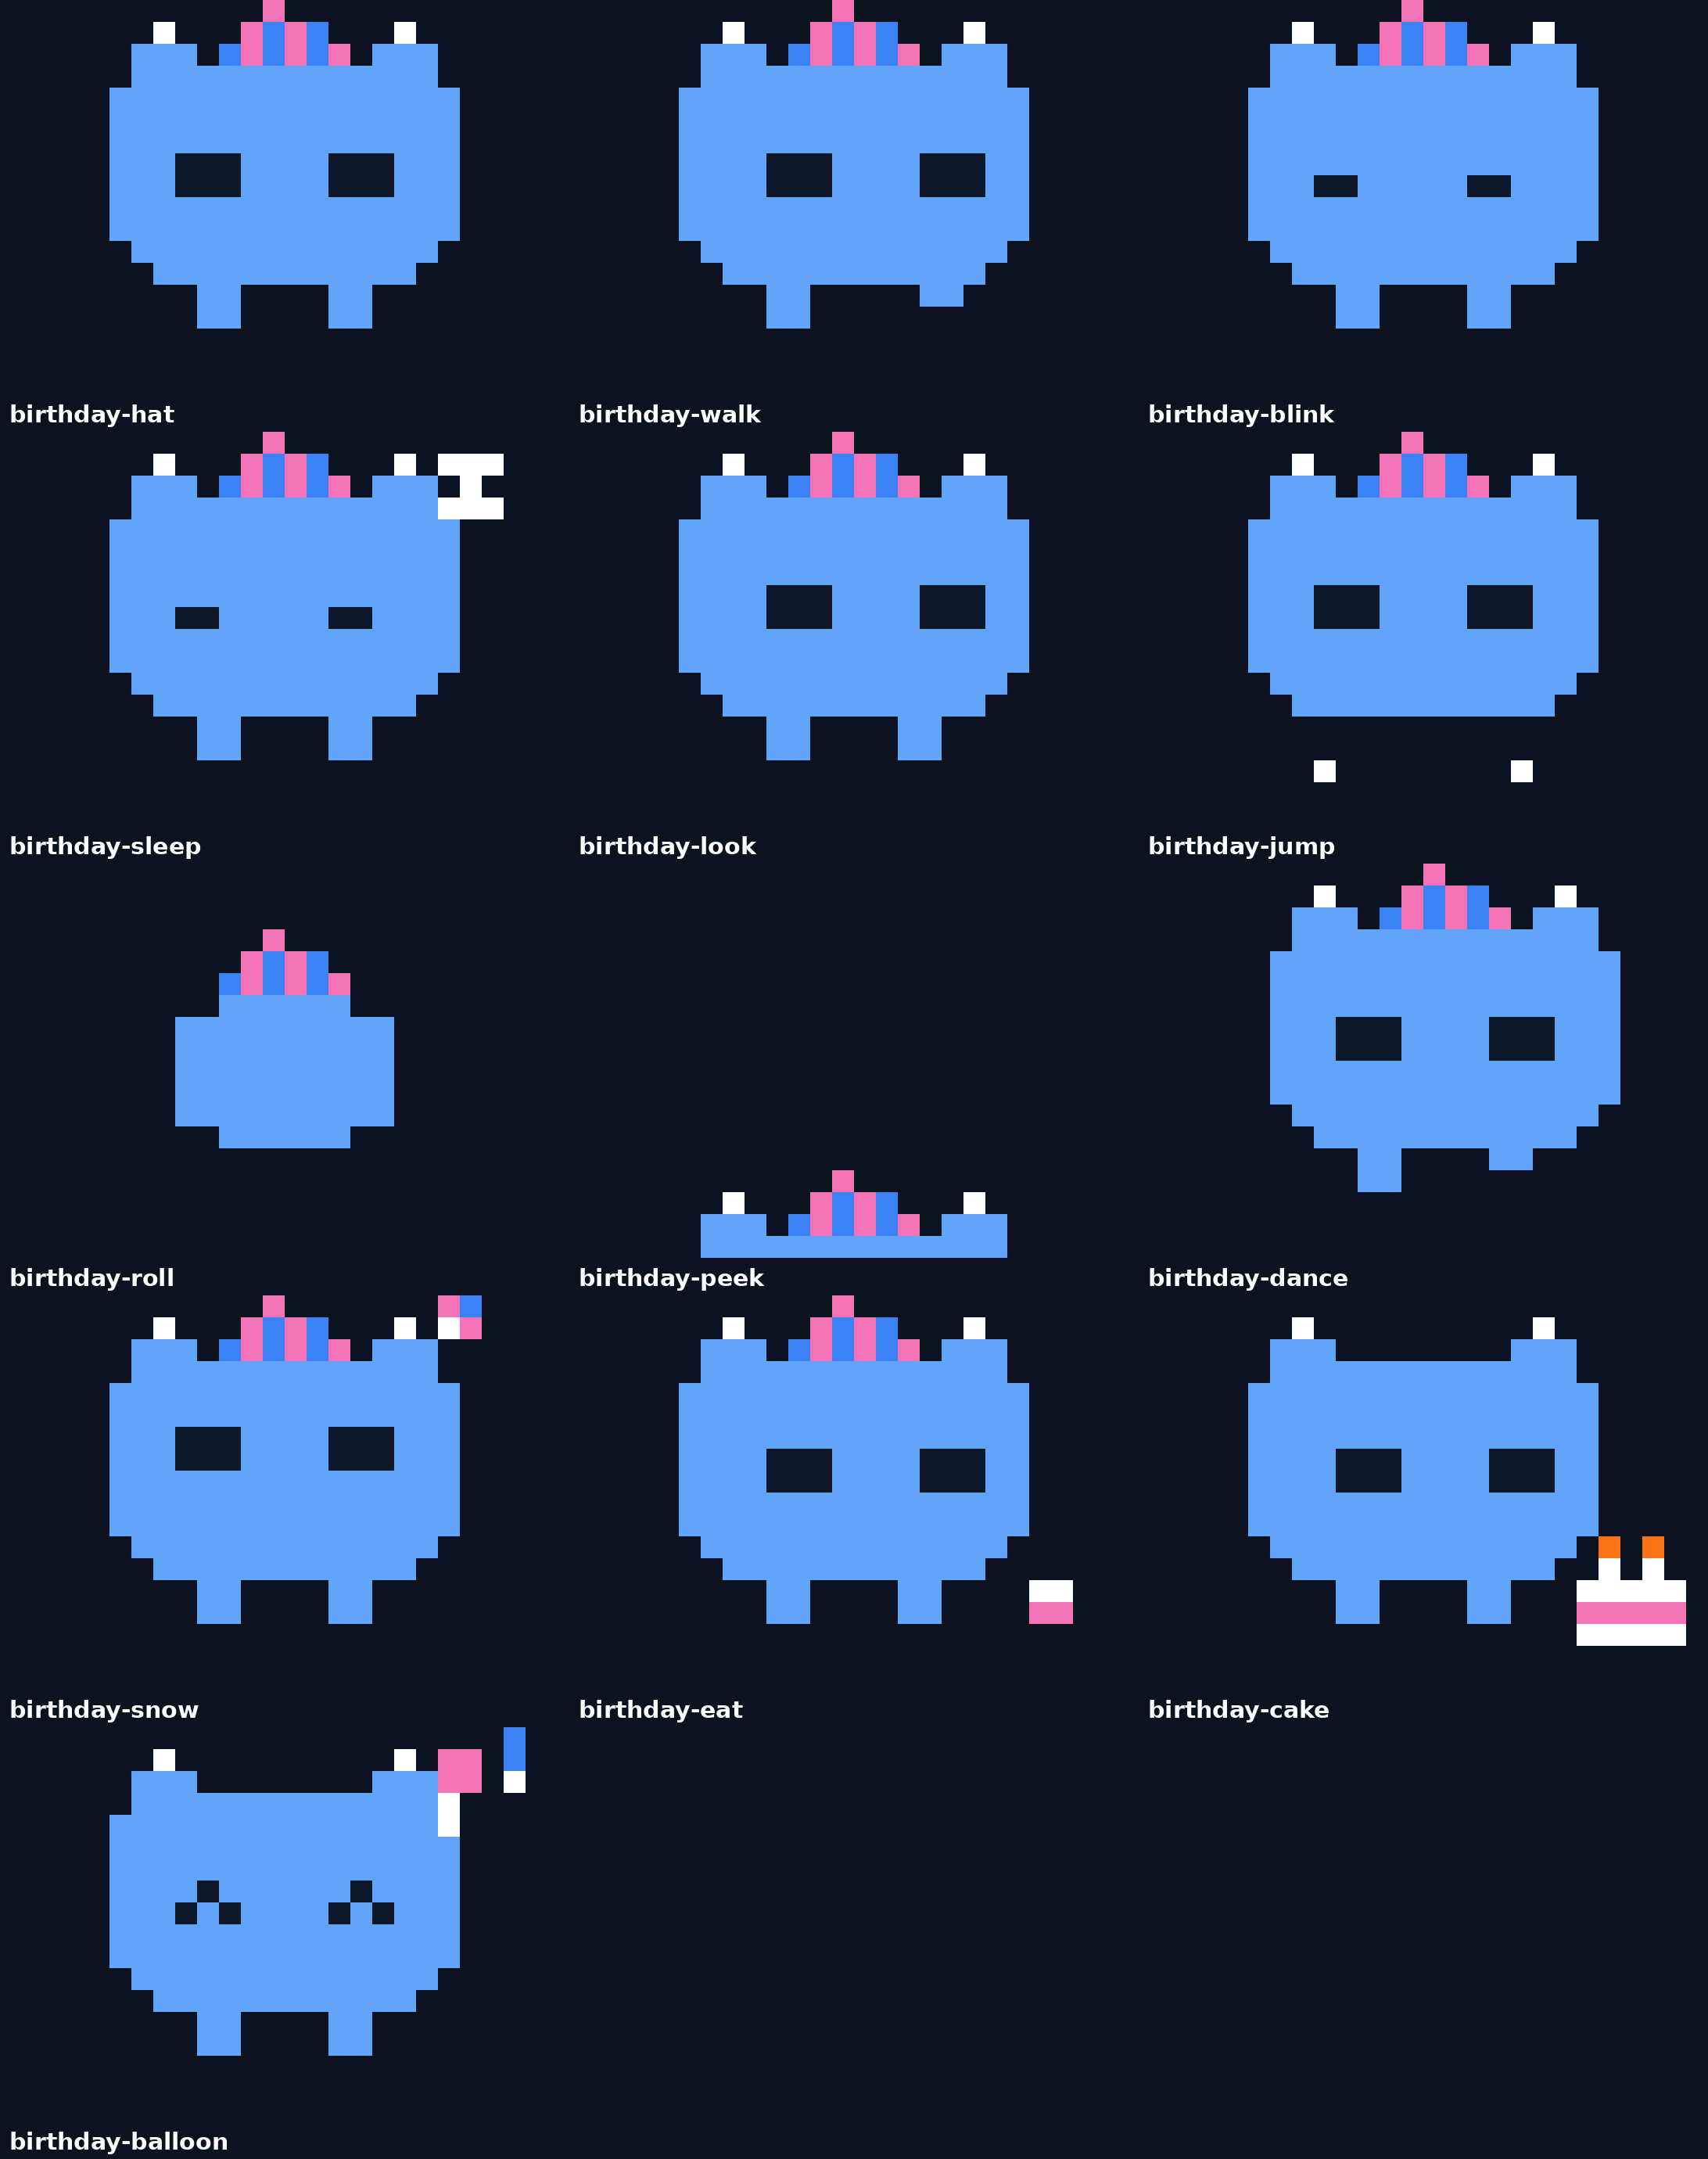 birthday-hat
birthday-walk
birthday-blink
birthday-sleep
birthday-look
birthday-jump
birthday-roll
birthday-peek
birthday-dance
birthday-snow
birthday-eat
birthday-cake
birthday-balloon